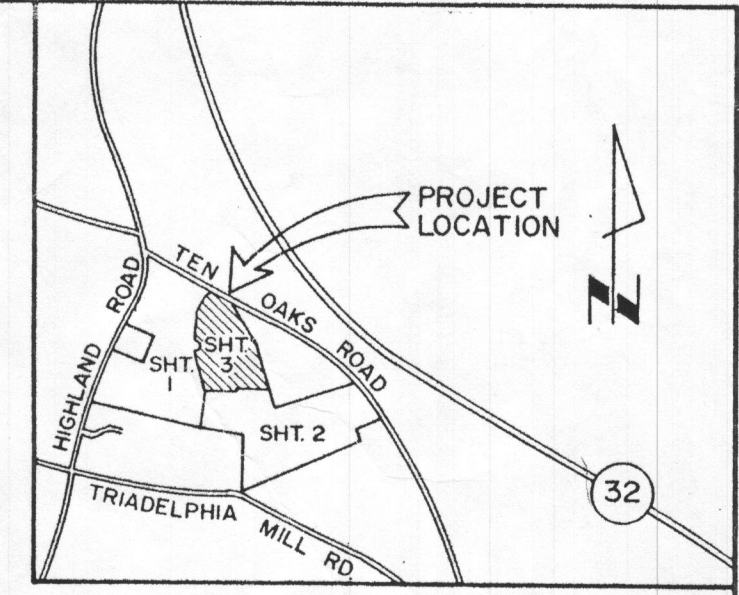 PROJECT
LOCATION
TEN OAKS ROAD
HIGHLAND ROAD
SHT.
1
SHT.
3
SHT. 2
TRIADELPHIA MILL RD
32
N